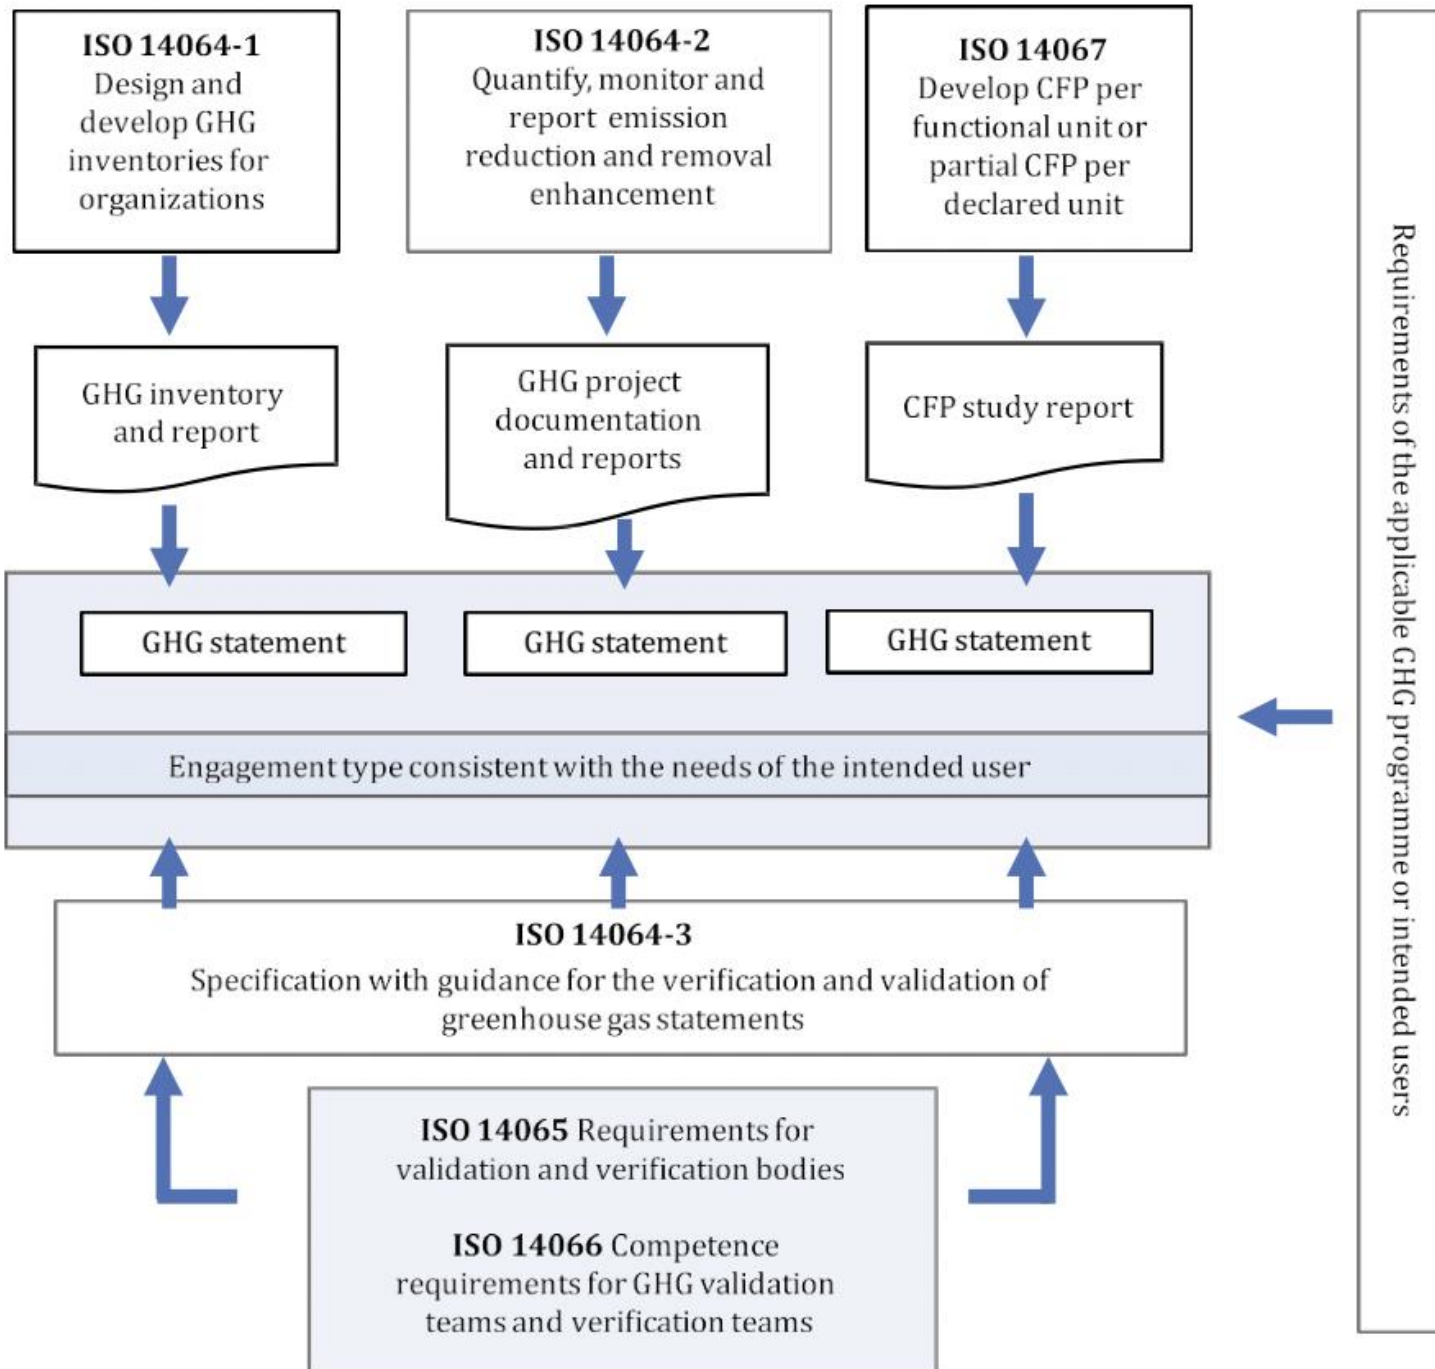 ISO 14064-1
Design and
develop GHG
inventories for
organizations
ISO 14064-2
Quantify, monitor and
report emission
reduction and removal
enhancement
ISO 14067
Develop CFP per
functional unit or
partial CFP per
declared unit
GHG inventory
and report
GHG project
documentation
and reports
CFP study report
GHG statement
GHG statement
GHG statement
Engagement type consistent with the needs of the intended user
ISO 14064-3
Specification with guidance for the verification and validation of
greenhouse gas statements
ISO 14065 Requirements for
validation and verification bodies
ISO 14066 Competence
requirements for GHG validation
teams and verification teams
Requirements of the applicable GHG programme or intended users